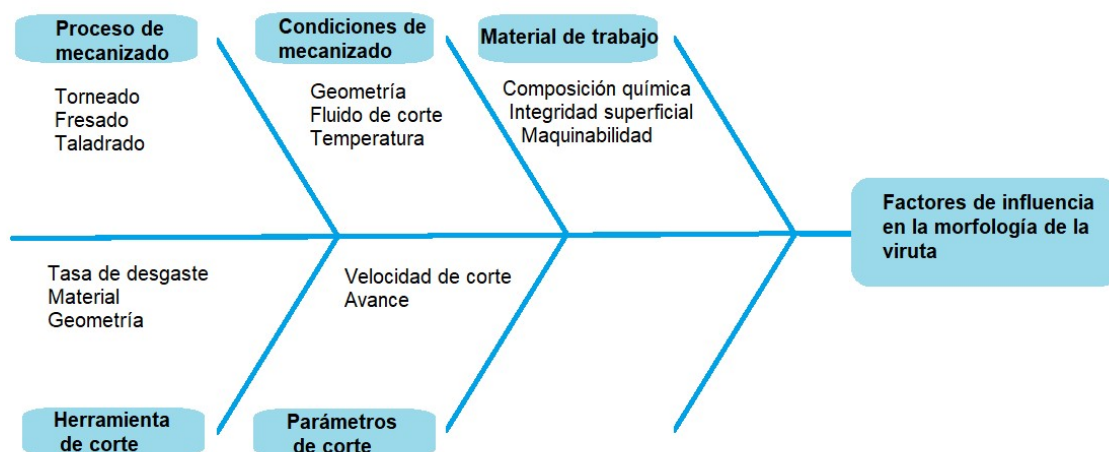 Proceso de
mecanizado
Torneado
Fresado
Taladrado
Condiciones de
mecanizado
Geometría
Fluido de corte
Temperatura
Material de trabajo
Composición química
Integridad superficial
Maquinabilidad
Factores de influencia
en la morfología de la
viruta
Tasa de desgaste
Material
Geometría
Herramienta
de corte
Velocidad de corte
Avance
Parámetros
de corte